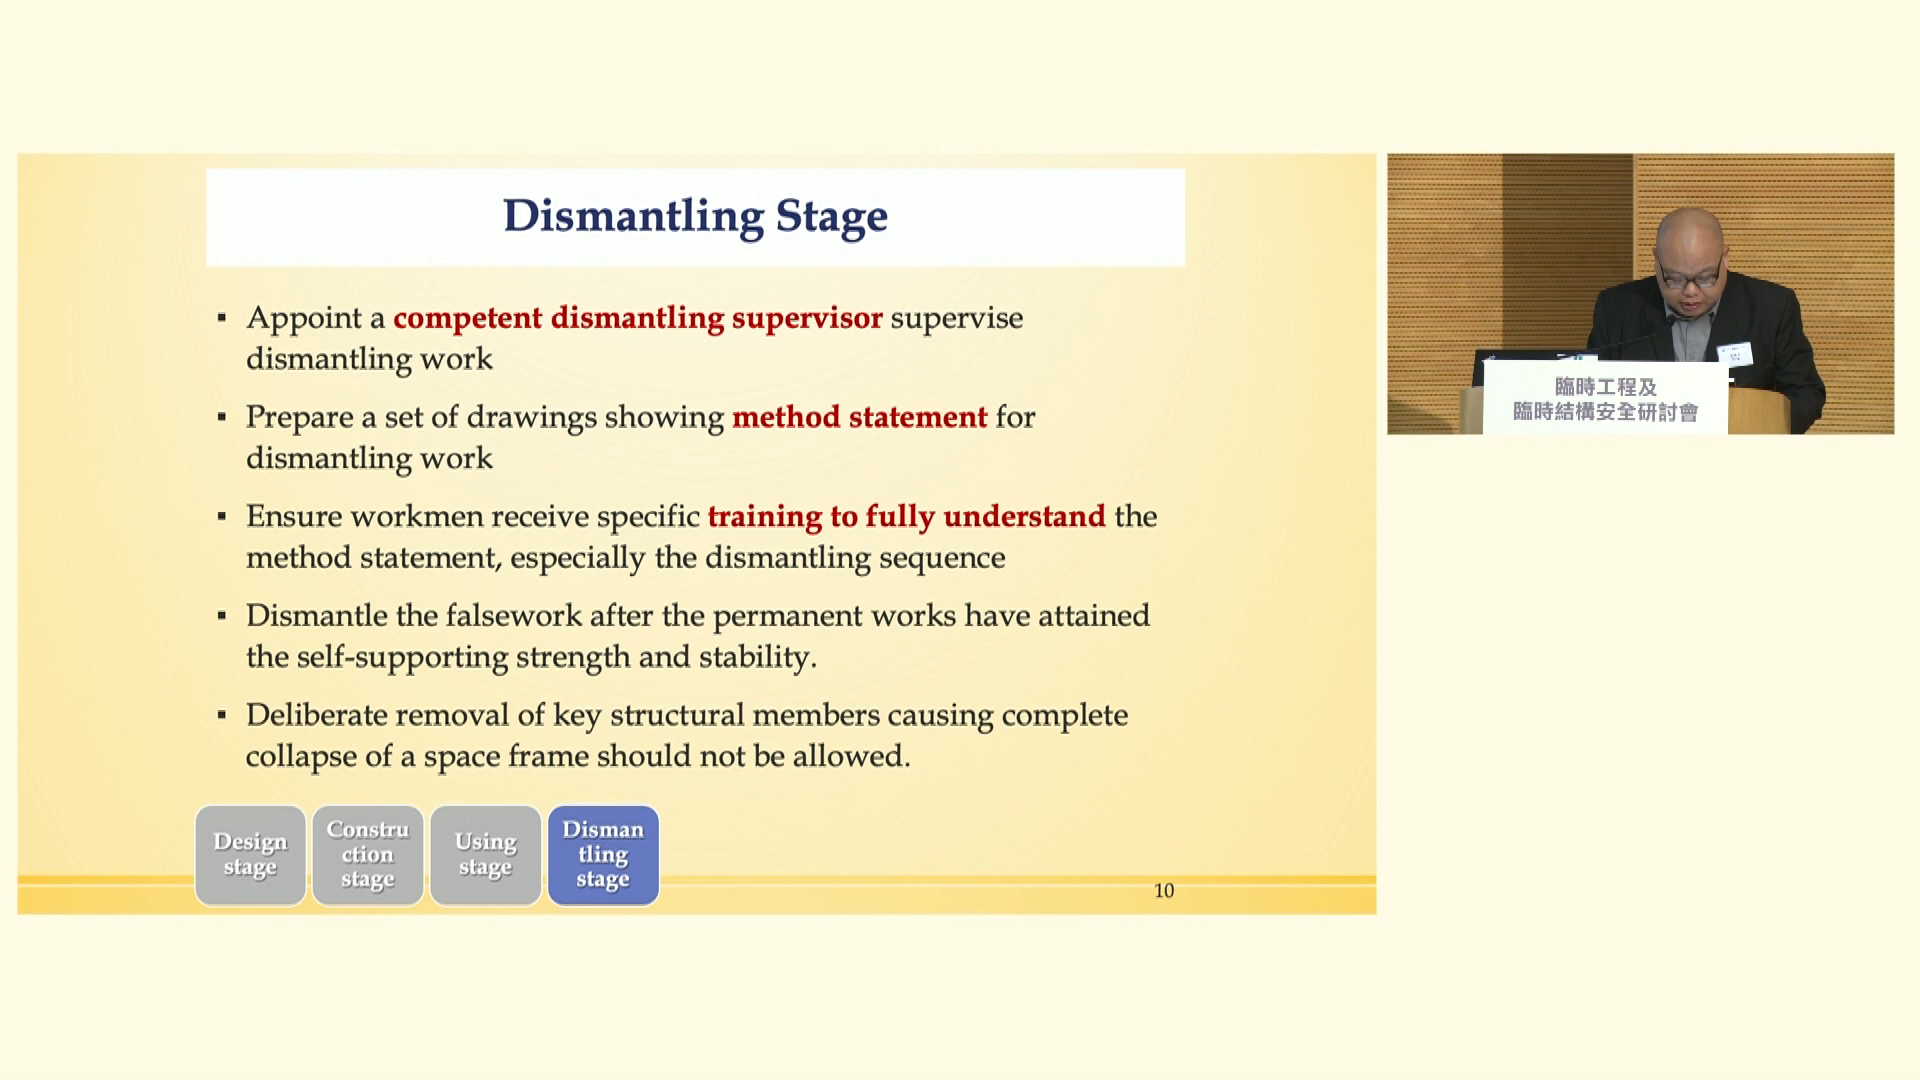 Dismantling Stage
▪ Appoint a competent dismantling supervisor supervise
dismantling work
▪ Prepare a set of drawings showing method statement for
dismantling work
▪ Ensure workmen receive specific training to fully understand the
method statement, especially the dismantling sequence
▪ Dismantle the falsework after the permanent works have attained
the self-supporting strength and stability.
▪ Deliberate removal of key structural members causing complete
collapse of a space frame should not be allowed.
Design
stage
Constru
ction
stage
Using
stage
Disman
tling
stage
10
臨時工程及
臨時結構安全研討會